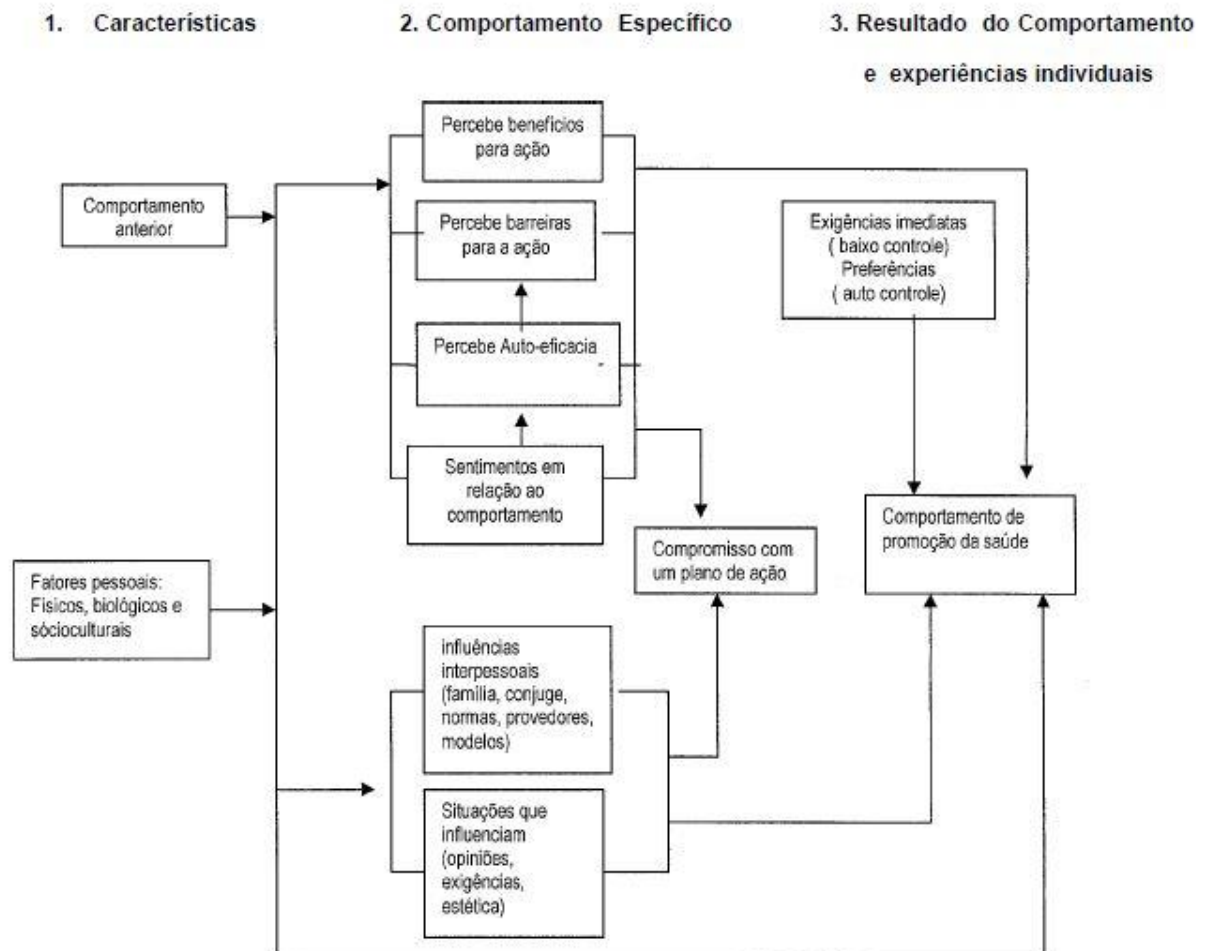 1. Características
2. Comportamento Específico
3. Resultado do Comportamento
e experiências individuais
Comportamento
anterior
Fatores pessoais:
Físicos, biológicos e
sócioculturais
Percebe benefícios
para ação
Percebe barreiras
para a ação
Percebe Auto-eficacia
Sentimentos em
relação ao
comportamento
influências
interpessoais
(família, conjuge,
normas, provedores,
modelos)
Situações que
influenciam
(opiniões,
exigências,
estética)
Compromisso com
um plano de ação
Exigências imediatas
( baixo controle)
Preferências
( auto controle)
Comportamento de
promoção da saúde